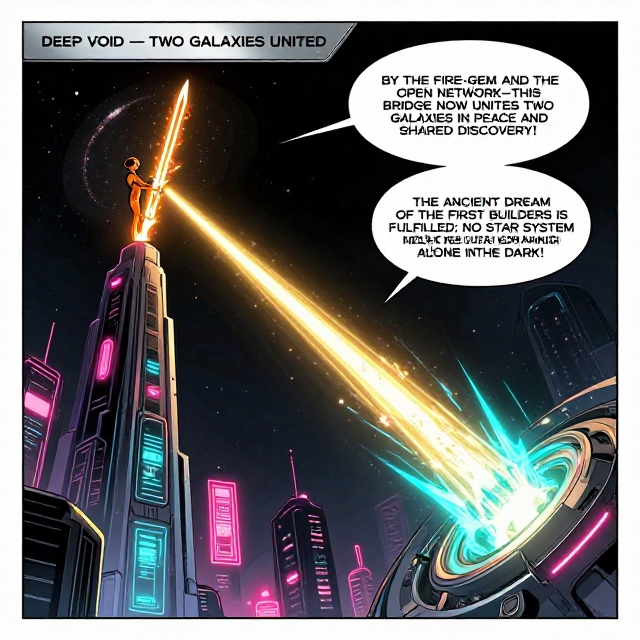 DEEP VOID — TWO GALAXIES UNITED
BY THE FIRE-GEM AND THE
OPEN NETWORK—THIS
BRIDGE NOW UNITES TWO
GALAXIES IN PEACE AND
SHARED DISCOVERY!
THE ANCIENT DREAM
OF THE FIRST BUILDERS IS
FULFILLED; NO STAR SYSTEM
ALONE INTHE DARK!